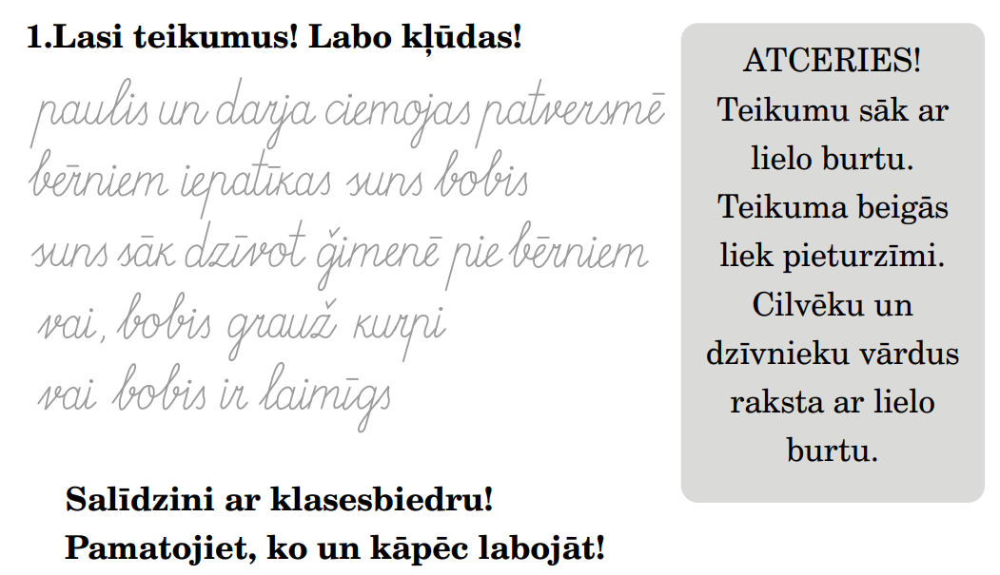 1.Lasi teikumus! Labo kļūdas!
paulis un darja ciemojas patversmē
bērniem iepatīkas suns bobis
suns sāk dzīvot ģimenē pie bērniem
vai, bobis grauž kurpi
vai bobis ir laimīgs
Salīdzini ar klasesbiedru!
Pamatojiet, ko un kāpēc labojāt!
ATCERIES!
Teikumu sāk ar
lielo burtu.
Teikuma beigās
liek pieturzīmi.
Cilvēku un
dzīvnieku vārdus
raksta ar lielo
burtu.